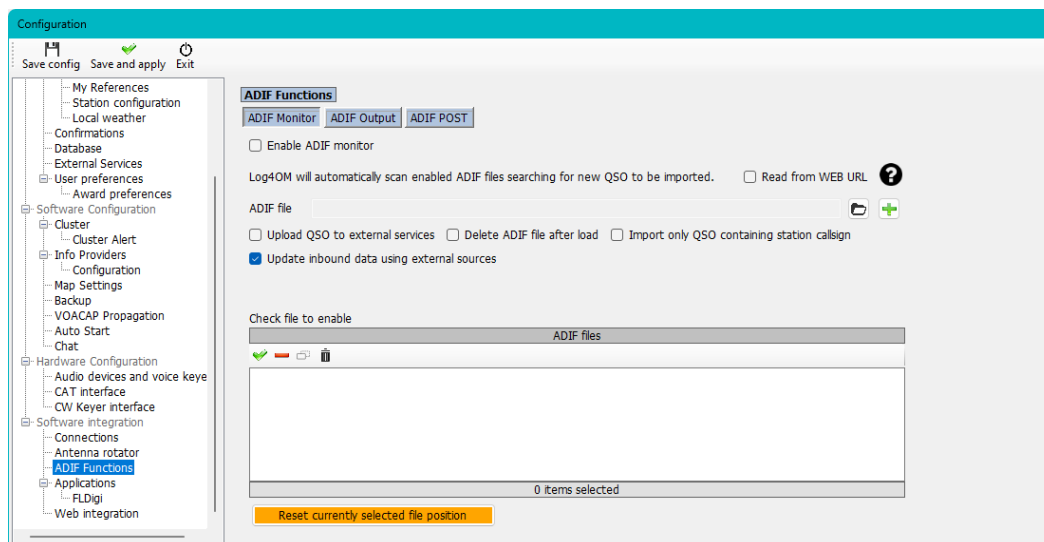 Configuration
Save config Save and apply Exit
My References
Station configuration
Local weather
Confirmations
Database
External Services
User preferences
Award preferences
Software Configuration
Cluster
Cluster Alert
Info Providers
Configuration
Map Settings
Backup
VOACAP Propagation
Auto Start
Chat
Hardware Configuration
Audio devices and voice keye
CAT interface
CW Keyer interface
Software integration
Connections
Antenna rotator
ADIF Functions
Applications
FLDigi
Web integration
ADIF Functions
ADIF Monitor ADIF Output ADIF POST
Enable ADIF monitor
Log4OM will automatically scan enabled ADIF files searching for new QSO to be imported. Read from WEB URL ?
ADIF file
Upload QSO to external services Delete ADIF file after load Import only QSO containing station callsign
Update inbound data using external sources
Check file to enable
ADIF files
0 items selected
Reset currently selected file position